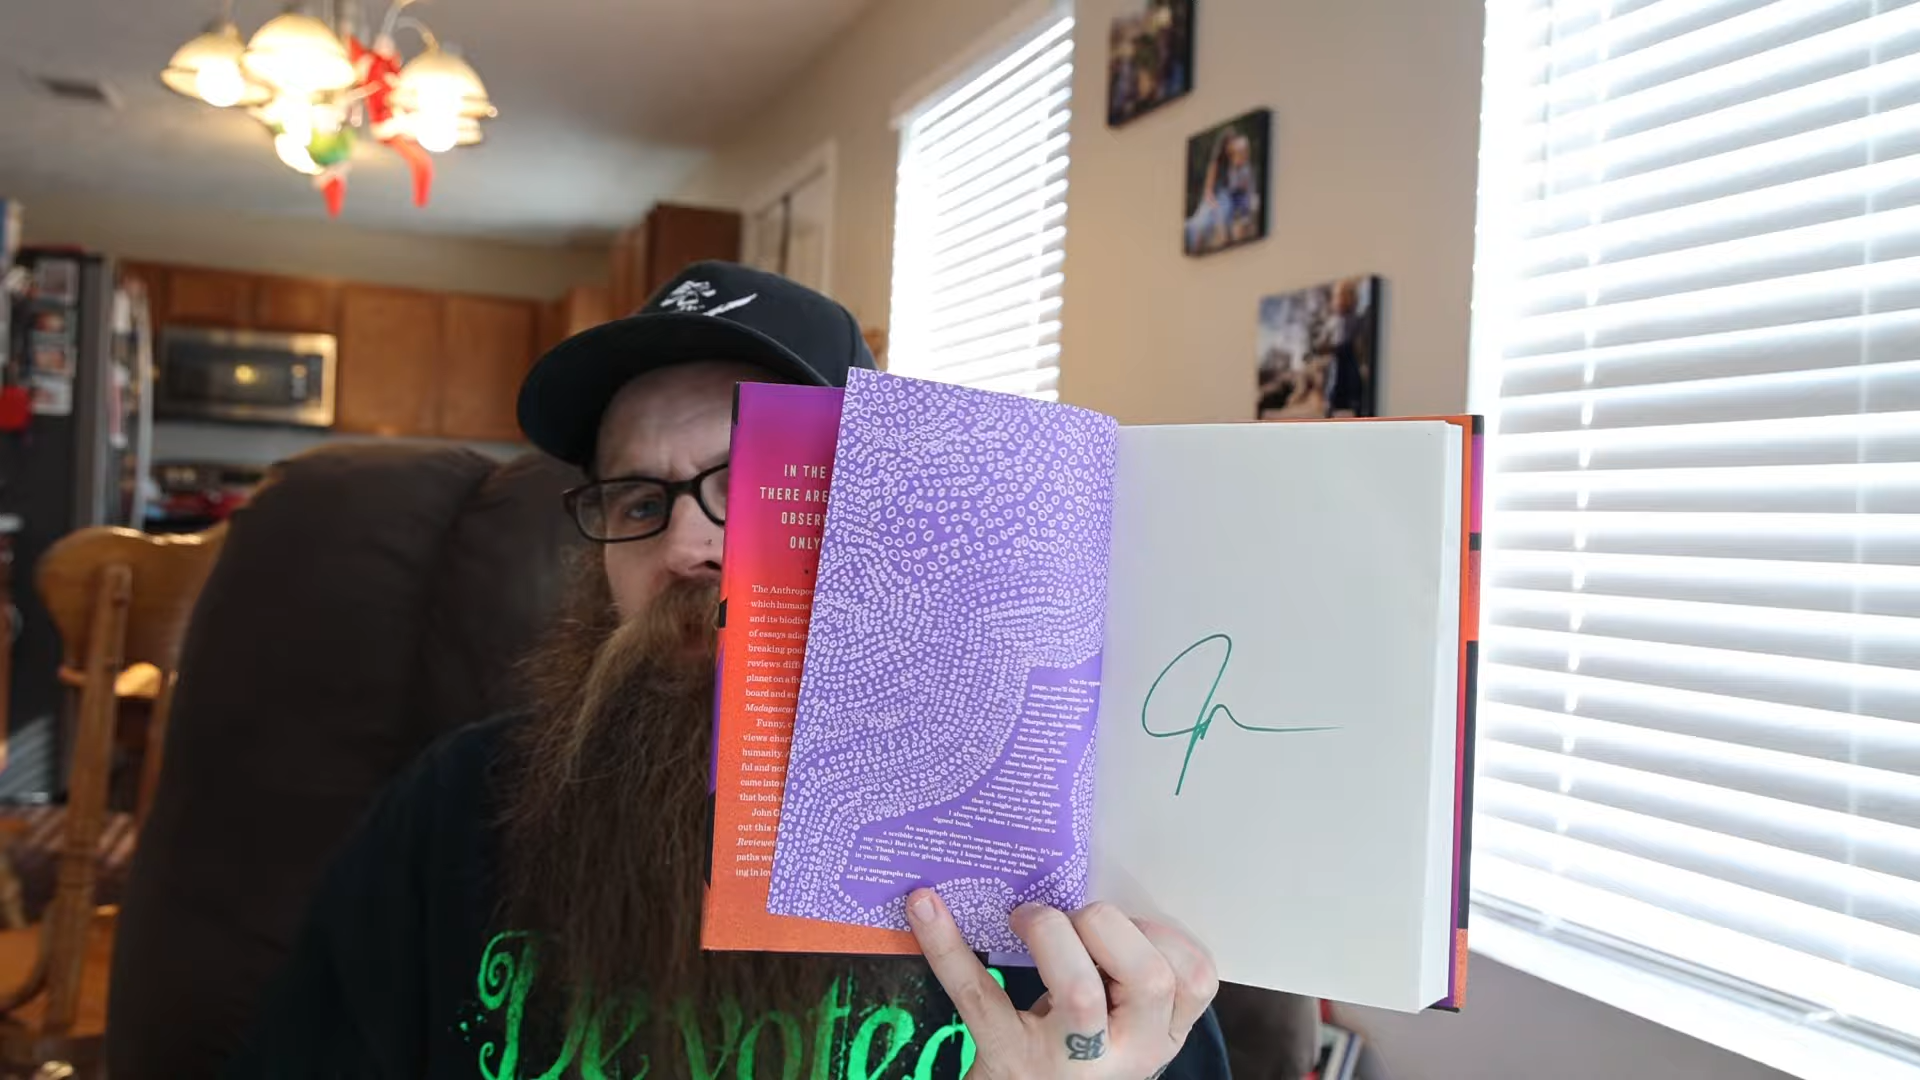 IN THE
THERE ARE
OBSER
ONLY
The Anthropoc
which humans
and its biodive
of essays adap
breaking pod
reviews diff
planet on a fiv
board and en
Madagascar
Funny, c
views char
humanity. A
ful and not
came into s
that both s
John G
out this r
Reviewed
paths we
ing in lov
On the oppos
page, you'll find an
autograph—mine, to be
exact—which I signed
with some kind of
Sharpie while sitting
on the edge of
the couch in my
basement. This
sheet of paper was
then bound into
your copy of The
Anthropocene Reviewed.
I wanted to sign this
book for you in the hopes
that it might give you the
same little moment of joy that
I always feel when I come across a
signed book.
An autograph doesn't mean much, I guess. It's just
a scribble on a page. (An utterly illegible scribble in
my case.) But it's the only way I know how to say thank
you. Thank you for giving this book a seat at the table
in your life.
I give autographs three
and a half stars.
Devoted